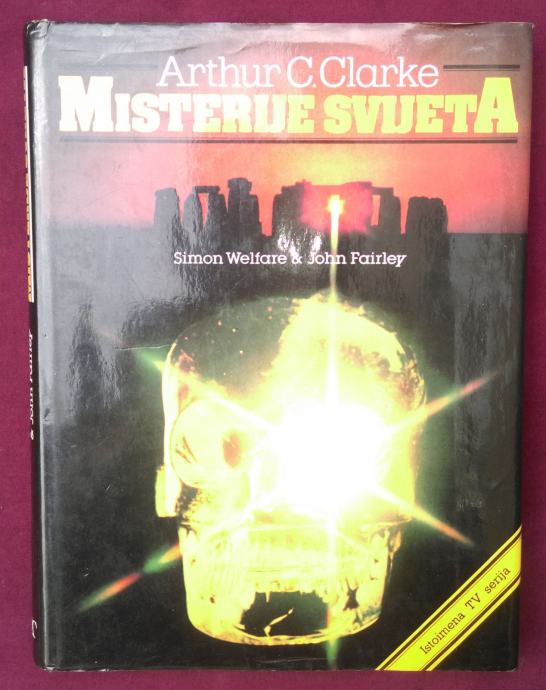 Arthur C. Clarke
MISTERIJE SVIJETA
Simon Welfare & John Fairley
Istoimena TV serija